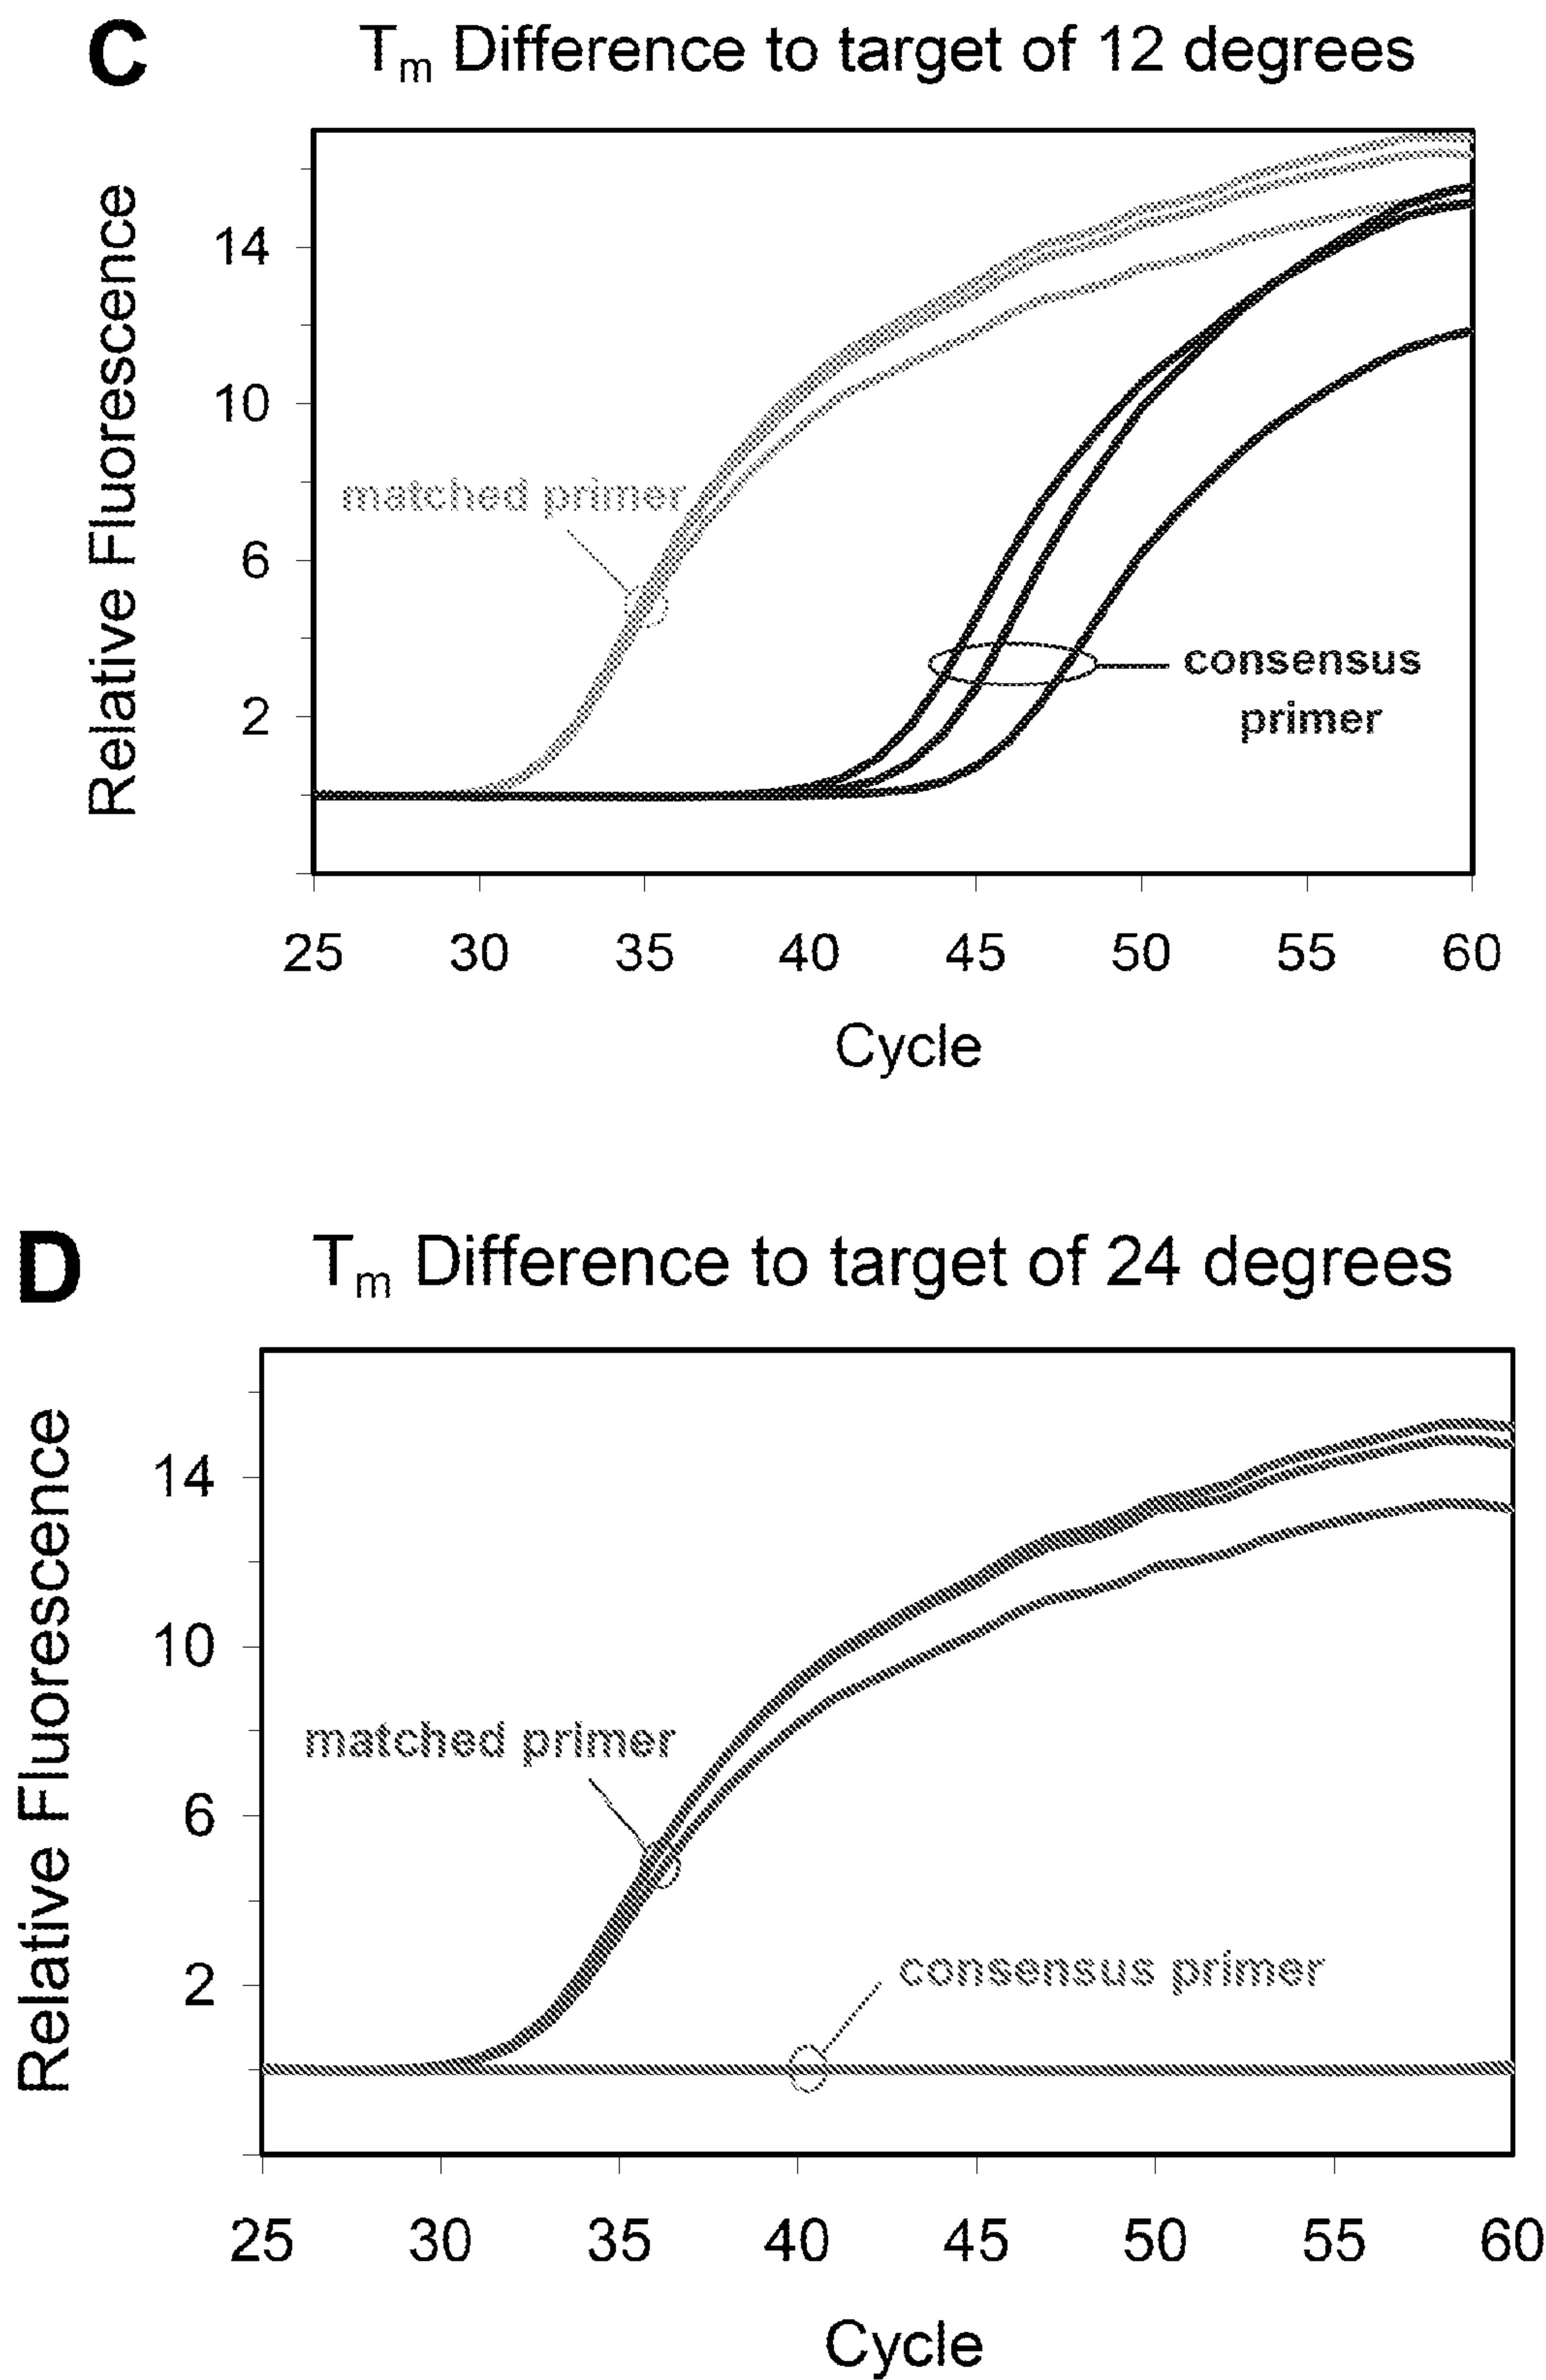 C
Tm Difference to target of 12 degrees
Relative Fluorescence
14
10
6
2
matched primer
consensus
primer
25 30 35 40 45 50 55 60
Cycle
D
Tm Difference to target of 24 degrees
Relative Fluorescence
14
10
6
2
matched primer
consensus primer
25 30 35 40 45 50 55 60
Cycle